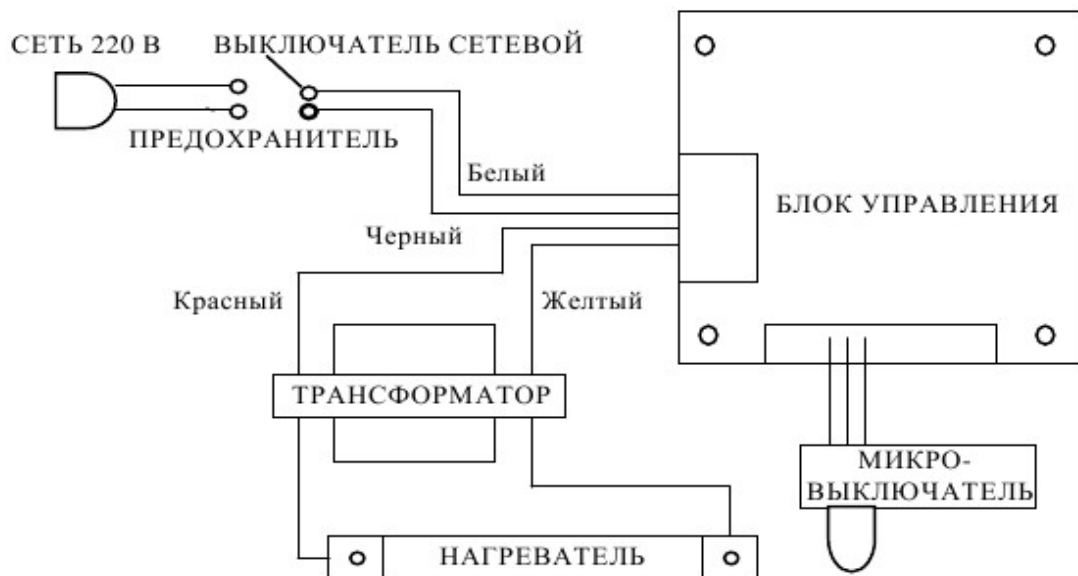 СЕТЬ 220 В
ВЫКЛЮЧАТЕЛЬ СЕТЕВОЙ
ПРЕДОХРАНИТЕЛЬ
Белый
БЛОК УПРАВЛЕНИЯ
Черный
Красный
Желтый
ТРАНСФОРМАТОР
МИКРО-
ВЫКЛЮЧАТЕЛЬ
НАГРЕВАТЕЛЬ